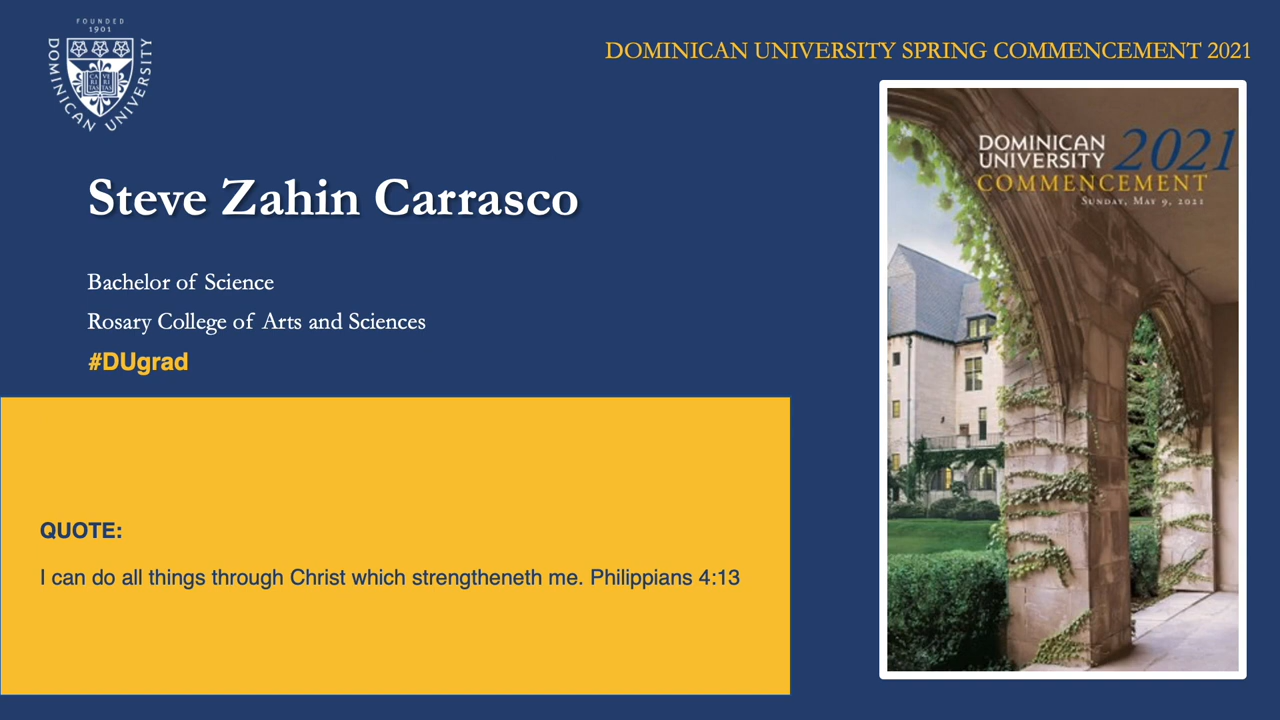 FOUNDED
1901
DOMINICAN UNIVERSITY
CA VE
RI RI
TAS TAS
DOMINICAN UNIVERSITY SPRING COMMENCEMENT 2021
DOMINICAN
UNIVERSITY 2021
COMMENCEMENT
SUNDAY, MAY 9, 2021
Steve Zahin Carrasco
Bachelor of Science
Rosary College of Arts and Sciences
#DUgrad
QUOTE:
I can do all things through Christ which strengtheneth me. Philippians 4:13